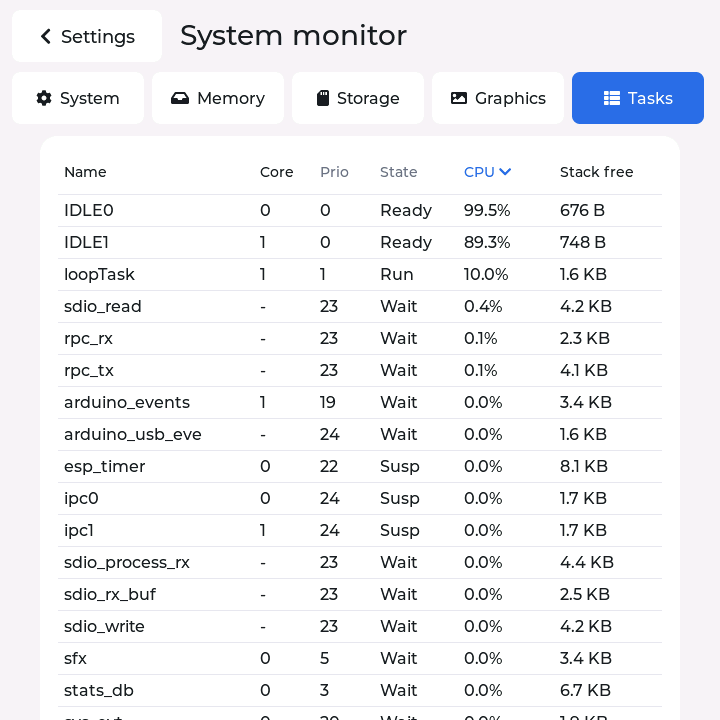 Settings System monitor
System Memory Storage Graphics Tasks
Name Core Prio State CPU Stack free
IDLE0 0 0 Ready 99.5% 676 B
IDLE1 1 0 Ready 89.3% 748 B
loopTask 1 1 Run 10.0% 1.6 KB
sdio_read - 23 Wait 0.4% 4.2 KB
rpc_rx - 23 Wait 0.1% 2.3 KB
rpc_tx - 23 Wait 0.1% 4.1 KB
arduino_events 1 19 Wait 0.0% 3.4 KB
arduino_usb_eve - 24 Wait 0.0% 1.6 KB
esp_timer 0 22 Susp 0.0% 8.1 KB
ipc0 0 24 Susp 0.0% 1.7 KB
ipc1 1 24 Susp 0.0% 1.7 KB
sdio_process_rx - 23 Wait 0.0% 4.4 KB
sdio_rx_buf - 23 Wait 0.0% 2.5 KB
sdio_write - 23 Wait 0.0% 4.2 KB
sfx 0 5 Wait 0.0% 3.4 KB
stats_db 0 3 Wait 0.0% 6.7 KB